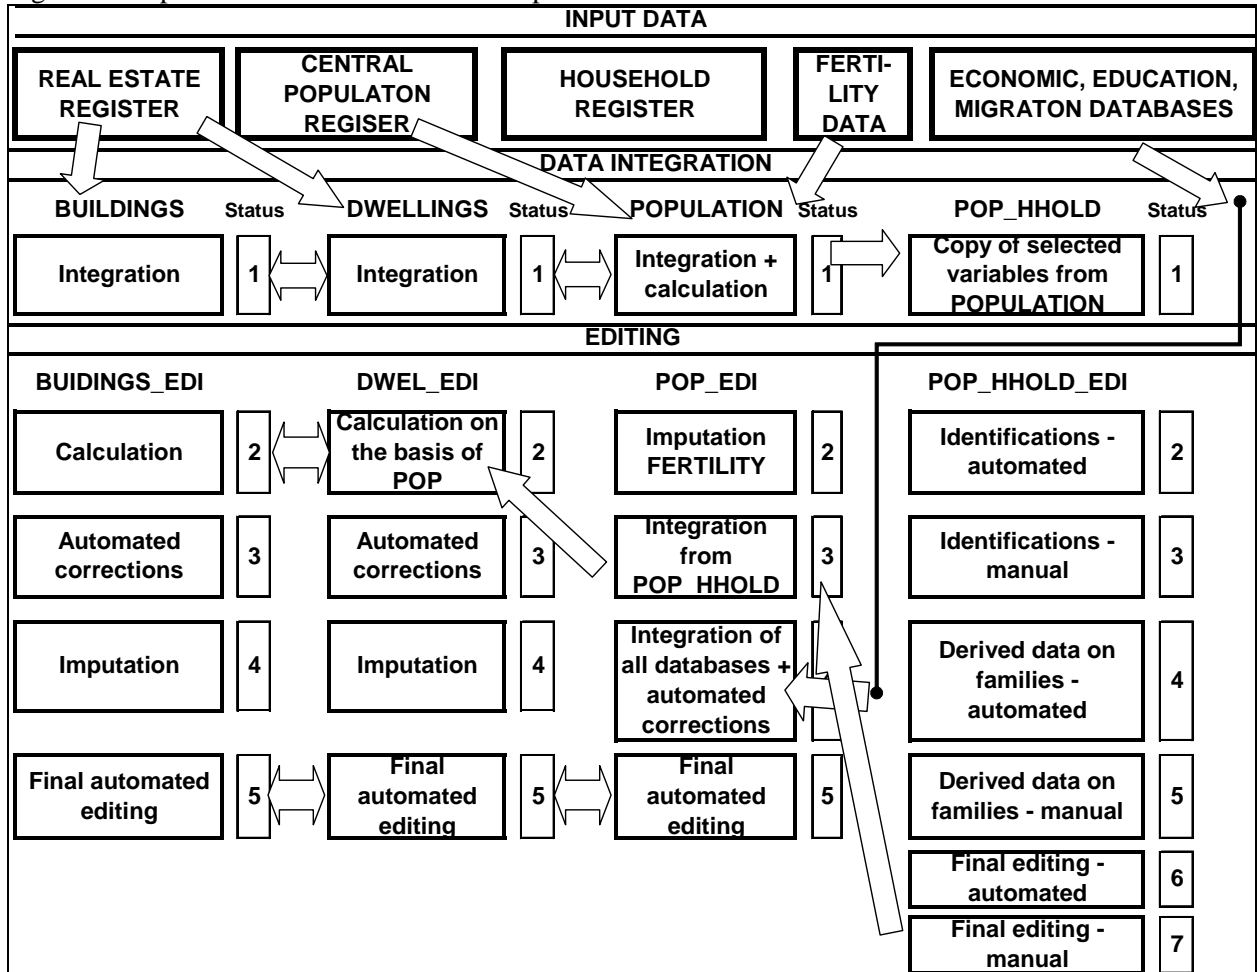 INPUT DATA
REAL ESTATE
REGISTER
CENTRAL
POPULATON
REGISER
HOUSEHOLD
REGISTER
FERTI-
LITY
DATA
ECONOMIC, EDUCATION,
MIGRATON DATABASES
DATA INTEGRATION
BUILDINGS
Status
DWELLINGS
Status
POPULATION
Status
POP_HHOLD
Status
Integration
1
Integration
1
Integration +
calculation
1
Copy of selected
variables from
POPULATION
1
EDITING
BUIDINGS_EDI
DWEL_EDI
POP_EDI
POP_HHOLD_EDI
Calculation
2
Calculation on
the basis of
POP
2
Imputation
FERTILITY
2
Identifications -
automated
2
Automated
corrections
3
Automated
corrections
3
Integration
from
POP_HHOLD
3
Identifications -
manual
3
Imputation
4
Imputation
4
Integration of
all databases +
automated
corrections
Derived data on
families -
automated
4
Final automated
editing
5
Final
automated
editing
5
Final
automated
editing
5
Derived data on
families - manual
5
Final editing -
automated
6
Final editing -
manual
7